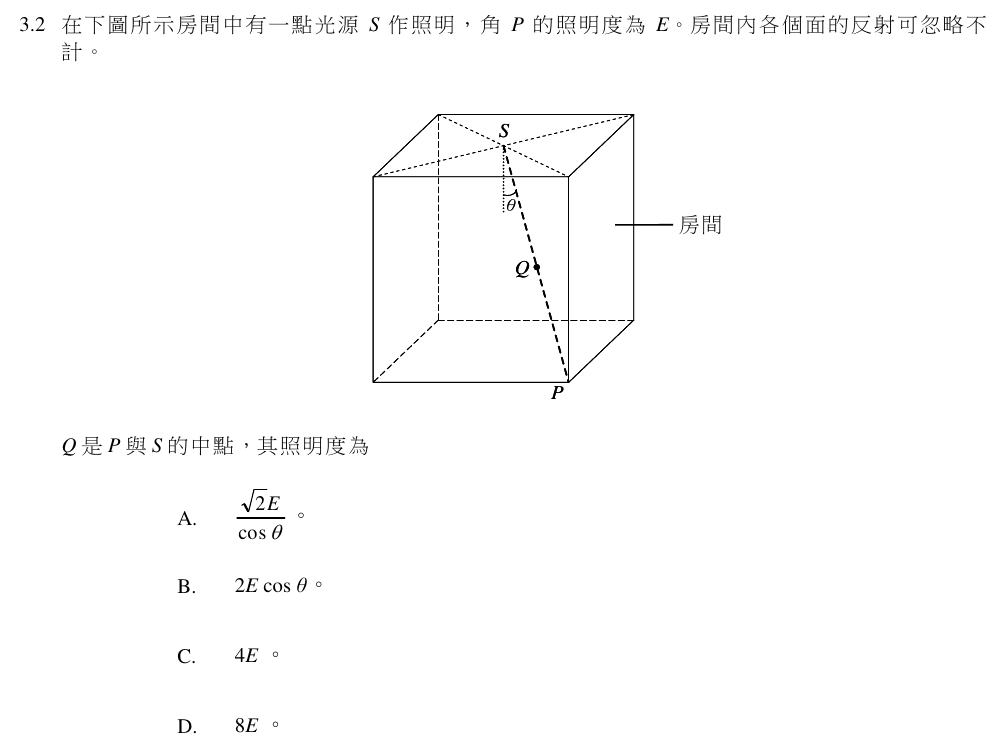 3.2 在下圖所示房間中有一點光源 S 作照明，角 P 的照明度為 E。房間內各個面的反射可忽略不
計。
S
θ
房間
Q
P
Q 是 P 與 S 的中點，其照明度為
A. √2E / cos θ 。
B. 2E cos θ 。
C. 4E 。
D. 8E 。